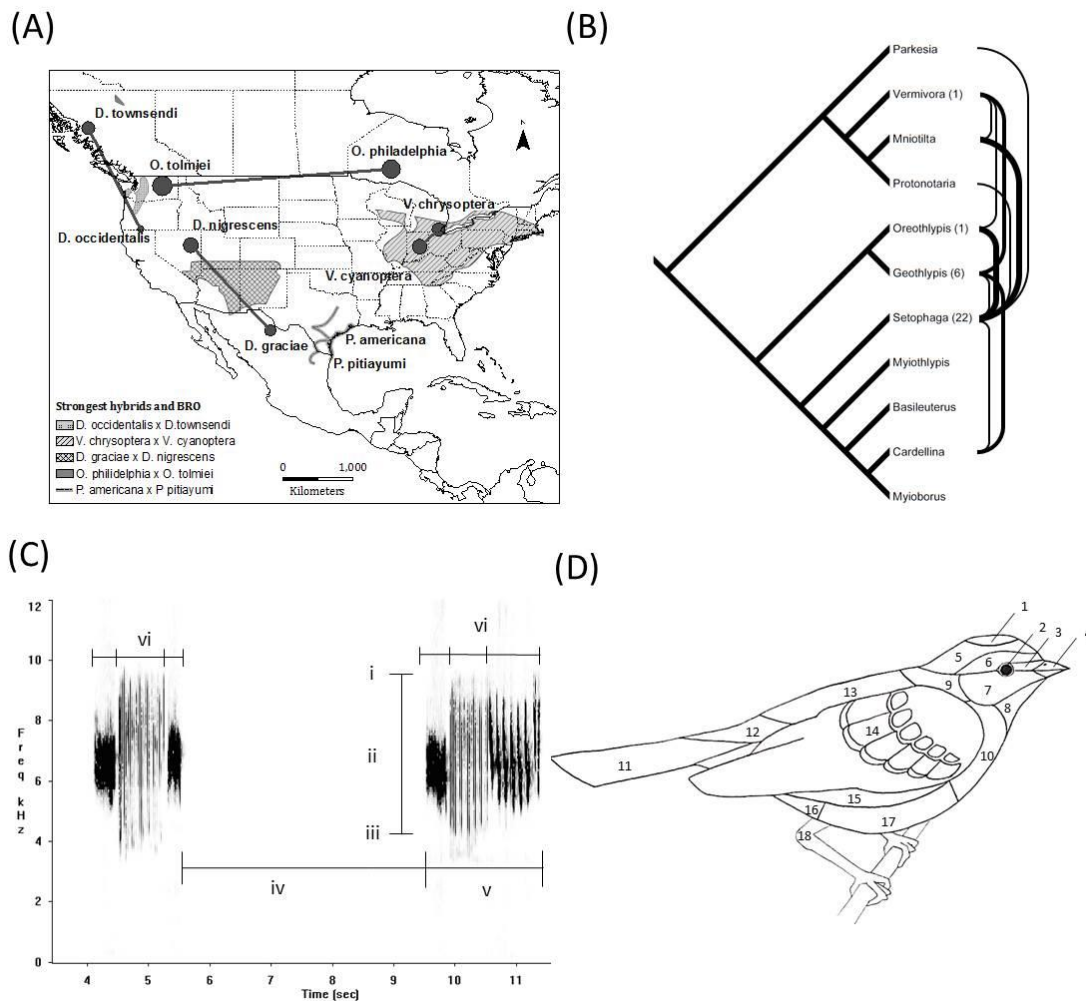 (A)
D. townsendi
O. tolmiei
O. philadelphia
V. chrysoptera
D. nigrescens
D. occidentalis
V. cyanoptera
D. graciae
P. americana
P. pitiayumi
Strongest hybrids and BRO
D. occidentalis x D.townsendi
V. chrysoptera x V. cyanoptera
D. graciae x D. nigrescens
O. philidelphia x O. tolmiei
P. americana x P pitiayumi
0 1,000
Kilometers
N
(B)
Parkesia
Vermivora (1)
Mniotilta
Protonotaria
Oreothlypis (1)
Geothlypis (6)
Setophaga (22)
Myiothlypis
Basileuterus
Cardellina
Myioborus
(C)
12
10
8
6
4
2
0
Freq kHz
vi
vi
i
ii
iii
iv
v
4 5 6 7 8 9 10 11
Time (sec)
(D)
1
2
3
4
5
6
7
8
9
10
11
12
13
14
15
16
17
18